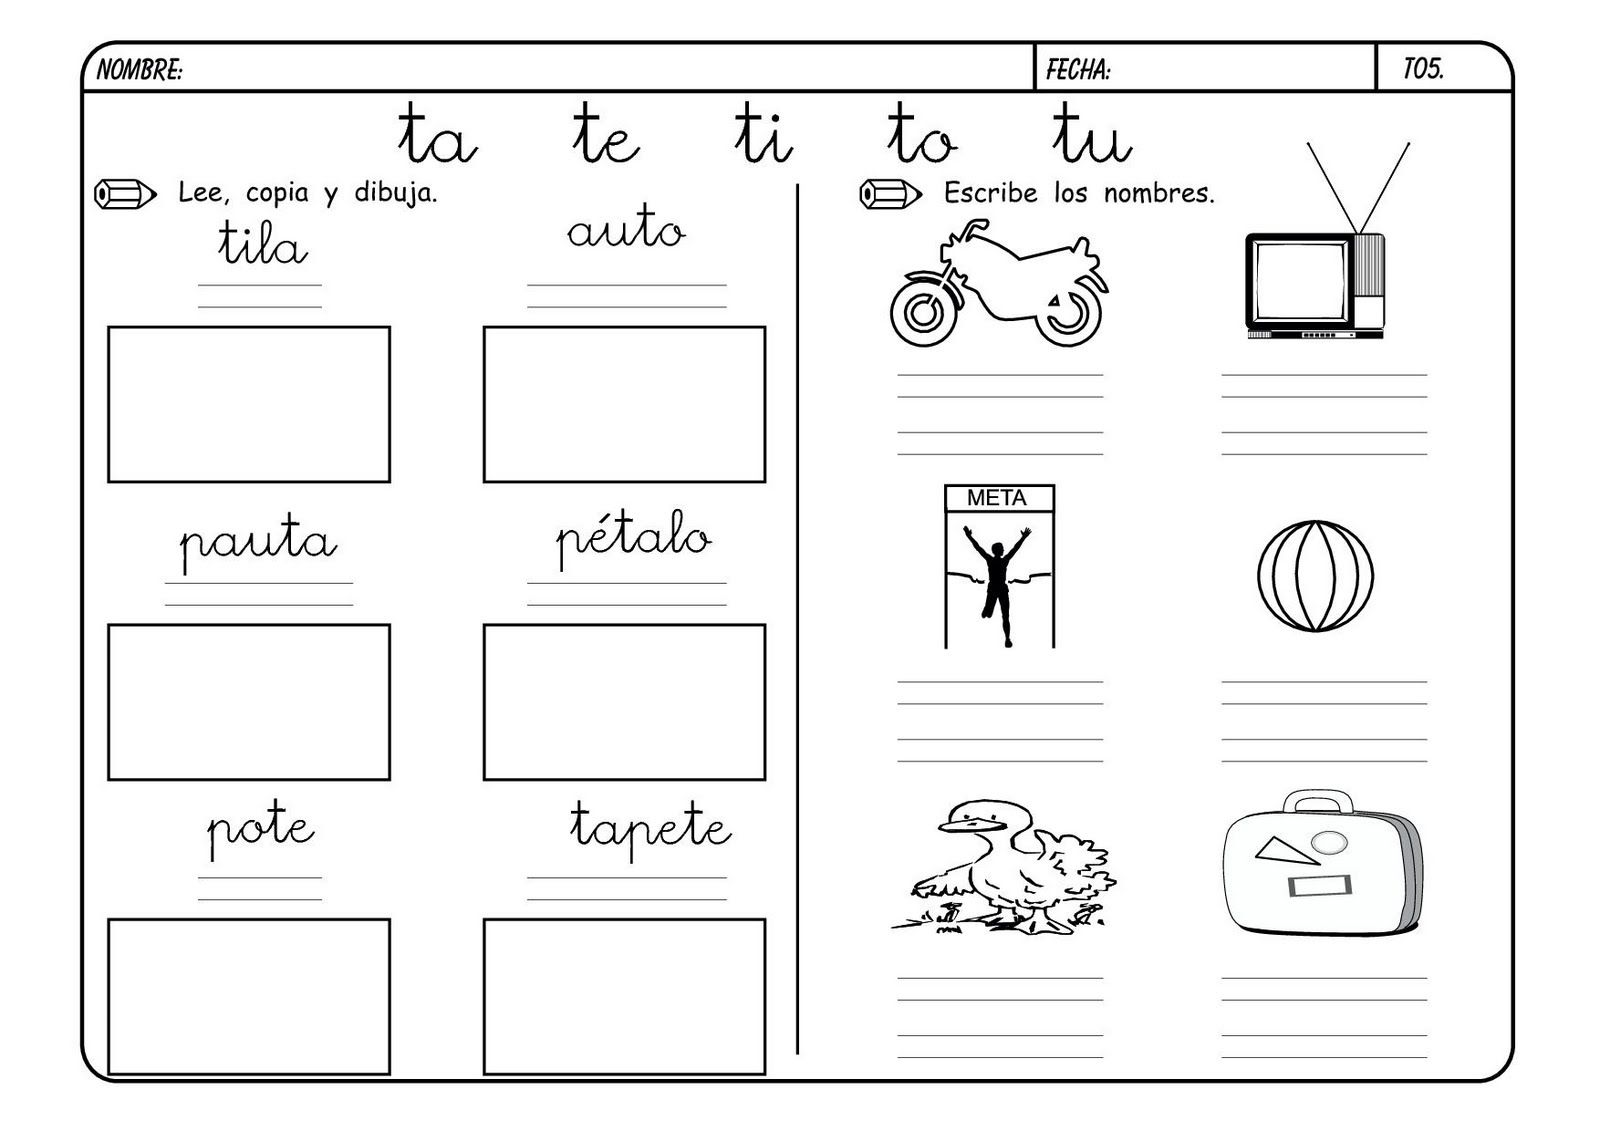 NOMBRE: FECHA: TO5.
ta te ti to tu
Lee, copia y dibuja.
tila auto
pauta pétalo
pote tapete
Escribe los nombres.
META